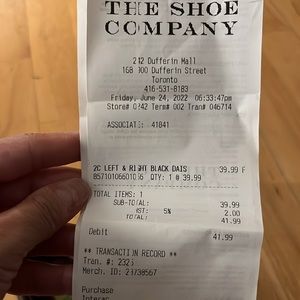 THE SHOE
COMPANY
212 Dufferin Mall
168 900 Dufferin Street
Toronto
416-531-8183
Friday, June 24, 2022 06:33:47pm
Store# 0242 Term# 002 Tran# 046714
ASSOCIATE: 41841
2C LEFT & RIGHT BLACK DAIS 39.99 F
QTY: 1 @ 39.99
TOTAL ITEMS: 1
SUB-TOTAL: 39.99
5% 2.00
TOTAL: 41.99
Debit 41.99
** TRANSACTION RECORD **
Tran. #: 2325
Merch. ID: 23738567
Purchase